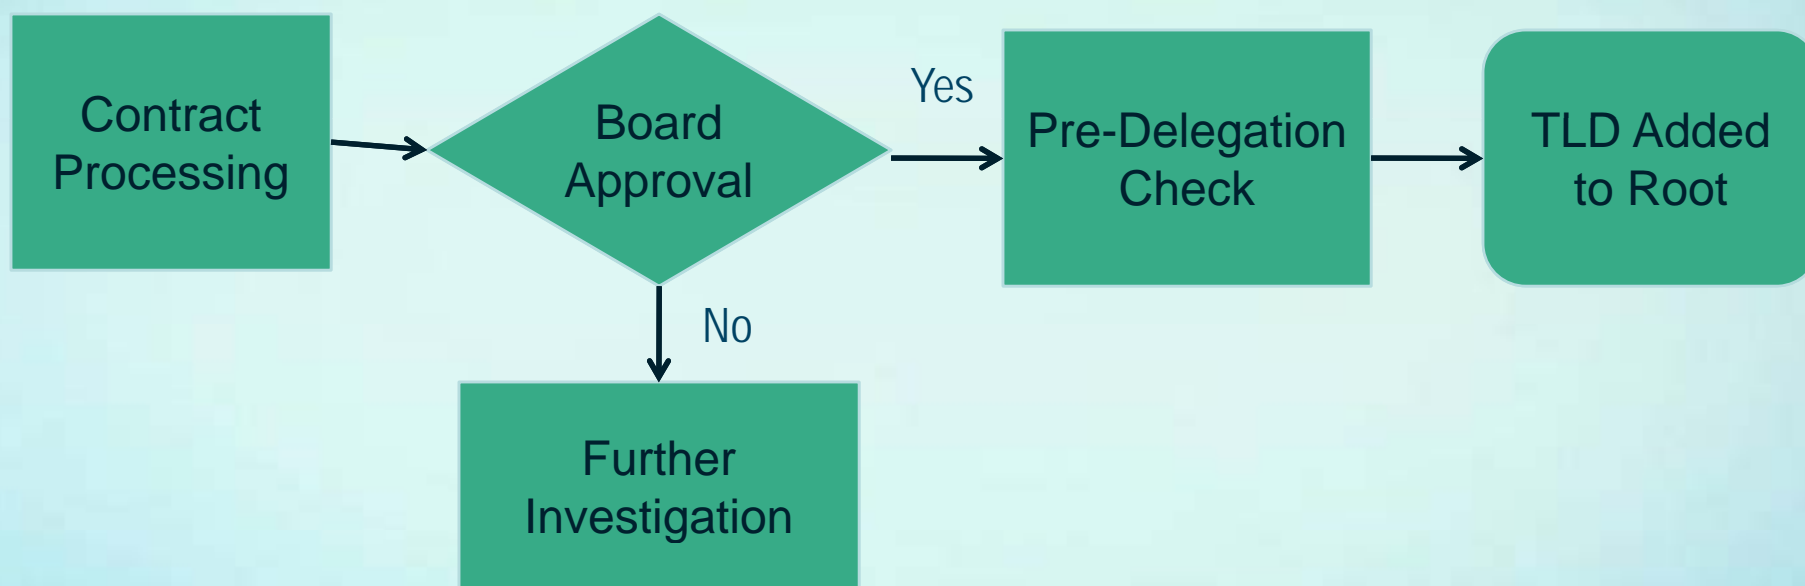 Contract
Processing
Board
Approval
Yes
Pre-Delegation
Check
TLD Added
to Root
No
Further
Investigation